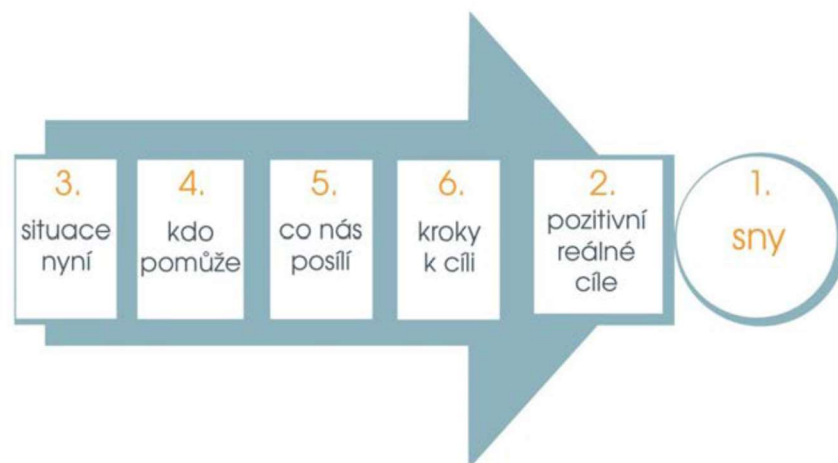 3.
situace
nyní
4.
kdo
pomůže
5.
co nás
posílí
6.
kroky
k cíli
2.
pozitivní
reálné
cíle
1.
sny